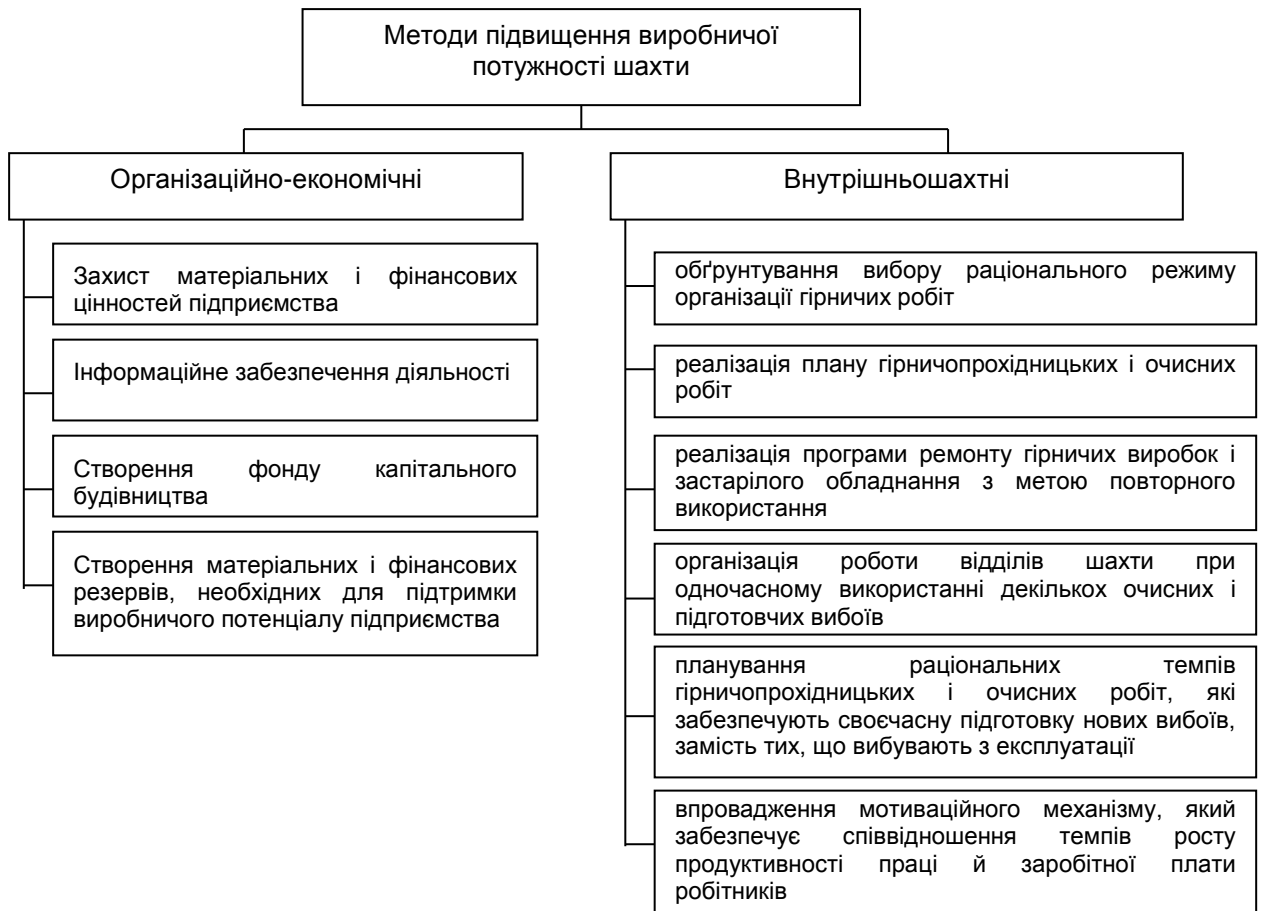 Методи підвищення виробничої
потужності шахти
Організаційно-економічні
Захист матеріальних і фінансових
цінностей підприємства
Інформаційне забезпечення діяльності
Створення фонду капітального
будівництва
Створення матеріальних і фінансових
резервів, необхідних для підтримки
виробничого потенціалу підприємства
Внутрішньошахтні
обґрунтування вибору раціонального режиму
організації гірничих робіт
реалізація плану гірничопрохідницьких і очисних
робіт
реалізація програми ремонту гірничих виробок і
застарілого обладнання з метою повторного
використання
організація роботи відділів шахти при
одночасному використанні декількох очисних і
підготовчих вибоїв
планування раціональних темпів
гірничопрохідницьких і очисних робіт, які
забезпечують своєчасну підготовку нових вибоїв,
замість тих, що вибувають з експлуатації
впровадження мотиваційного механізму, який
забезпечує співвідношення темпів росту
продуктивності праці й заробітної плати
робітників